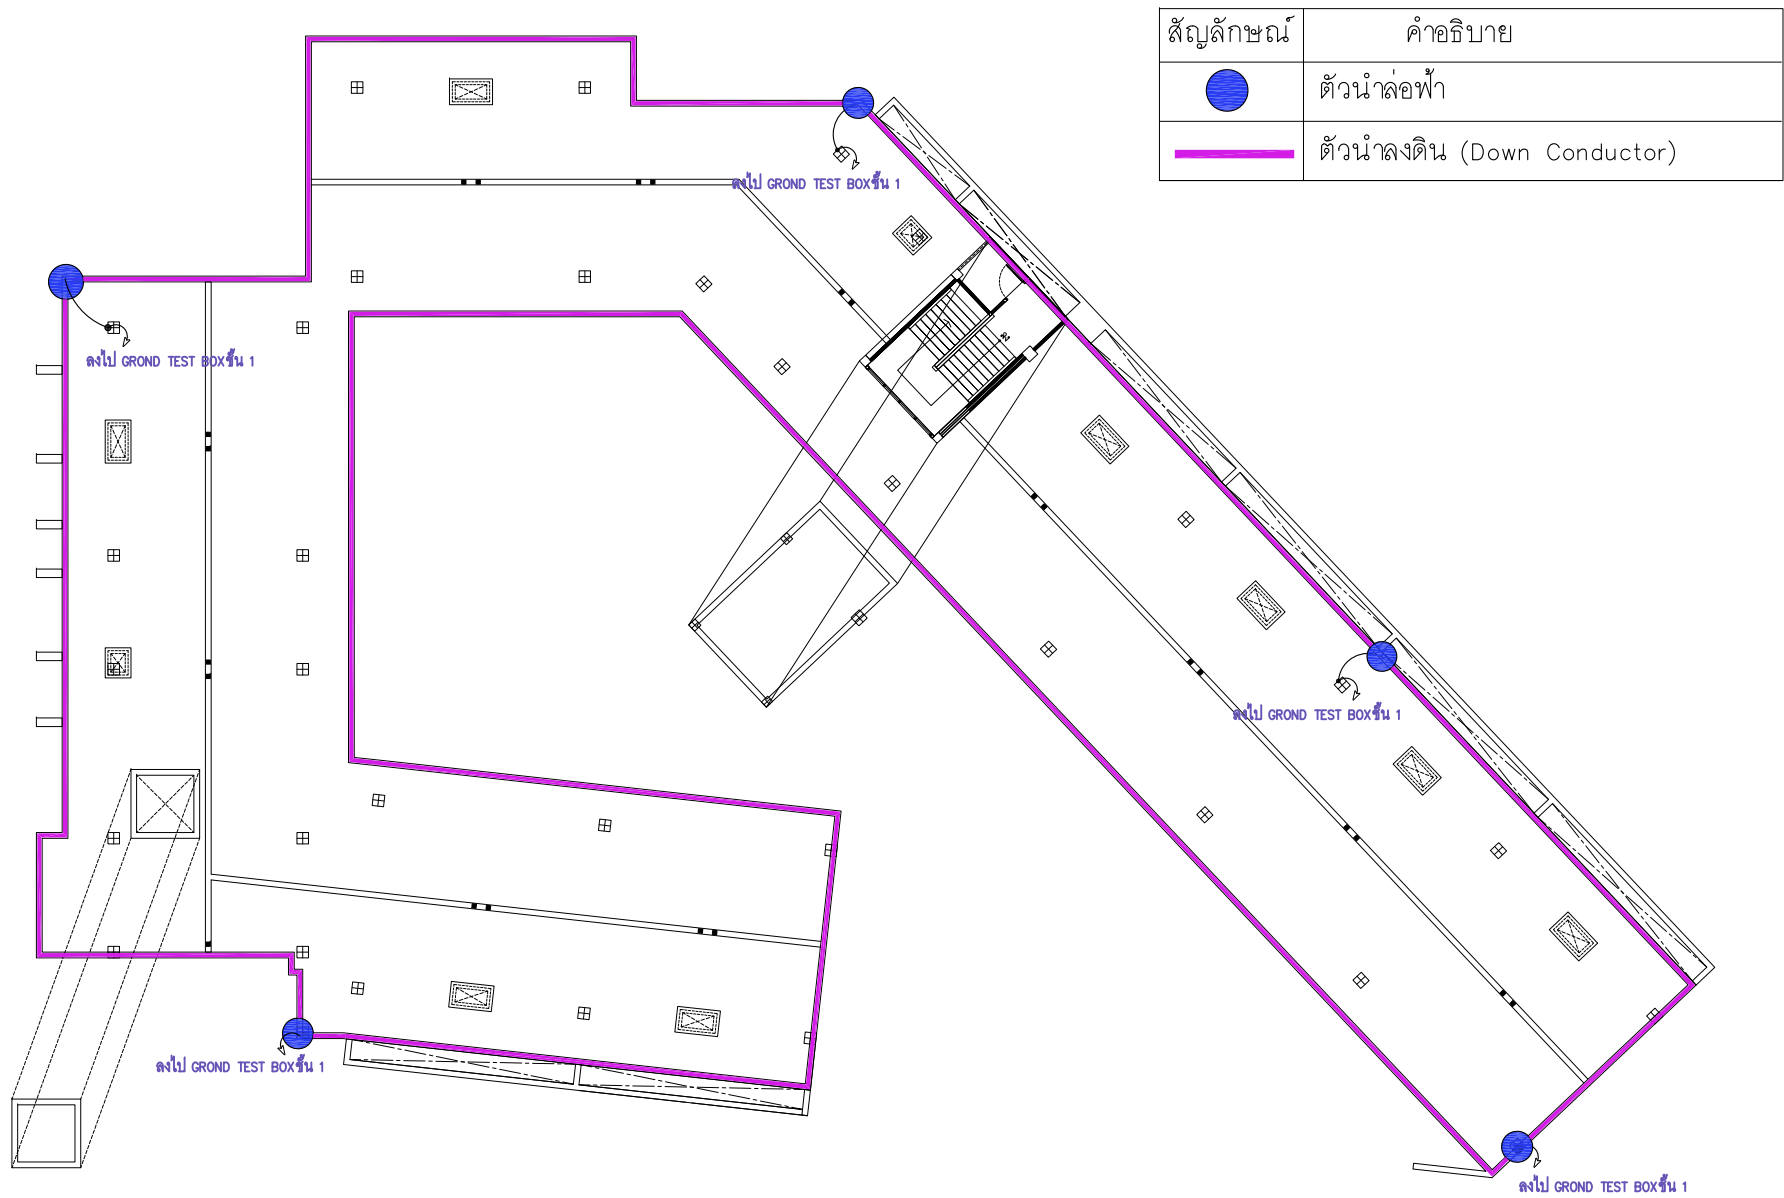 สัญลักษณ์ คำอธิบาย
ตัวนำล่อฟ้า
ตัวนำลงดิน (Down Conductor)
ลงไป GROND TEST BOXชั้น 1
ลงไป GROND TEST BOXชั้น 1
ลงไป GROND TEST BOXชั้น 1
ลงไป GROND TEST BOXชั้น 1
ลงไป GROND TEST BOXชั้น 1